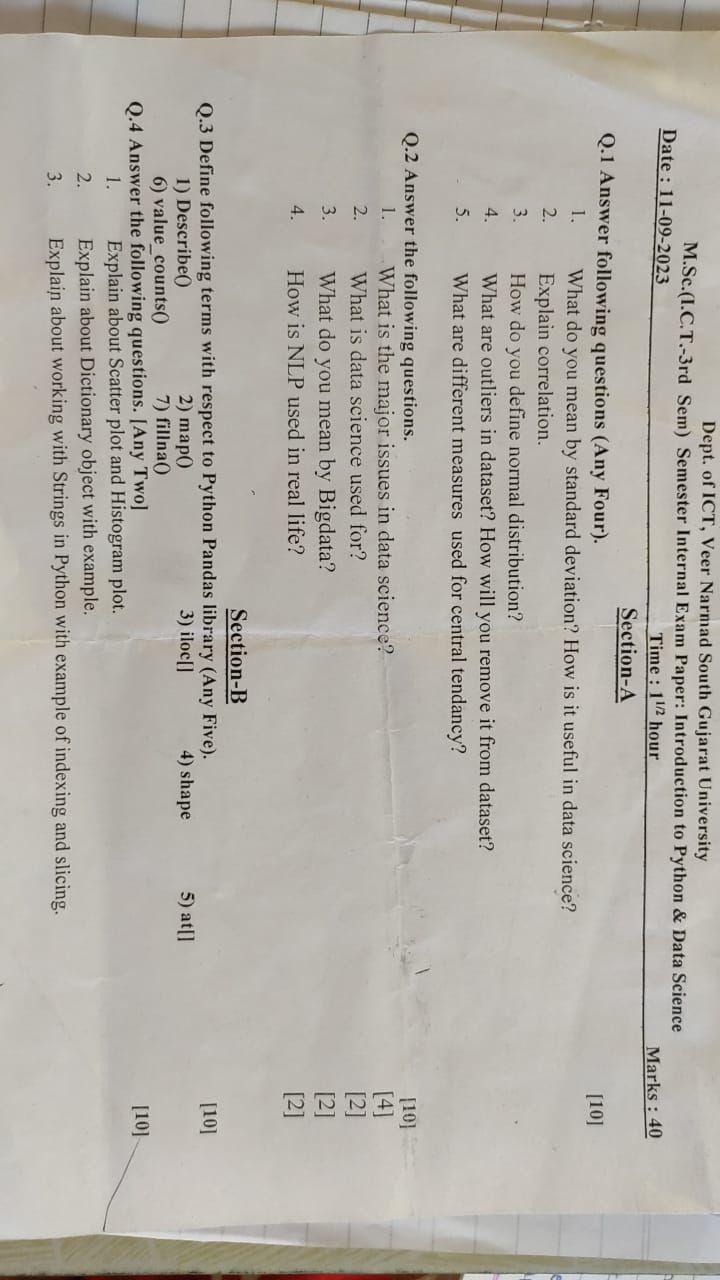 Dept. of ICT, Veer Narmad South Gujarat University
M.Sc.(I.C.T.-3rd Sem) Semester Internal Exam Paper: Introduction to Python & Data Science
Date : 11-09-2023 Time : 1 1/2 hour Marks : 40
Section-A
Q.1 Answer following questions (Any Four). [10]
1. What do you mean by standard deviation? How is it useful in data science?
2. Explain correlation.
3. How do you define normal distribution?
4. What are outliers in dataset? How will you remove it from dataset?
5. What are different measures used for central tendancy?
Q.2 Answer the following questions. [10]
1. What is the major issues in data science? [4]
2. What is data science used for? [2]
3. What do you mean by Bigdata? [2]
4. How is NLP used in real life? [2]
Section-B
Q.3 Define following terms with respect to Python Pandas library (Any Five). [10]
1) Describe() 2) map() 3) iloc[] 4) shape 5) at[]
6) value_counts() 7) fillna()
Q.4 Answer the following questions. [Any Two] [10]
1. Explain about Scatter plot and Histogram plot.
2. Explain about Dictionary object with example.
3. Explain about working with Strings in Python with example of indexing and slicing.